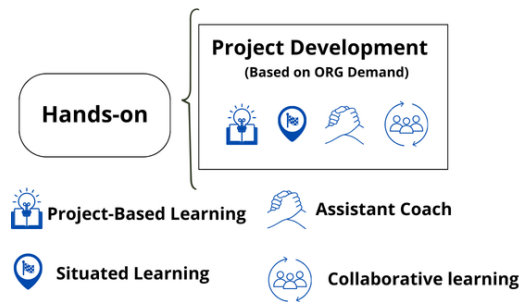 Project Development
(Based on ORG Demand)
Hands-on
Project-Based Learning
Assistant Coach
Situated Learning
Collaborative learning